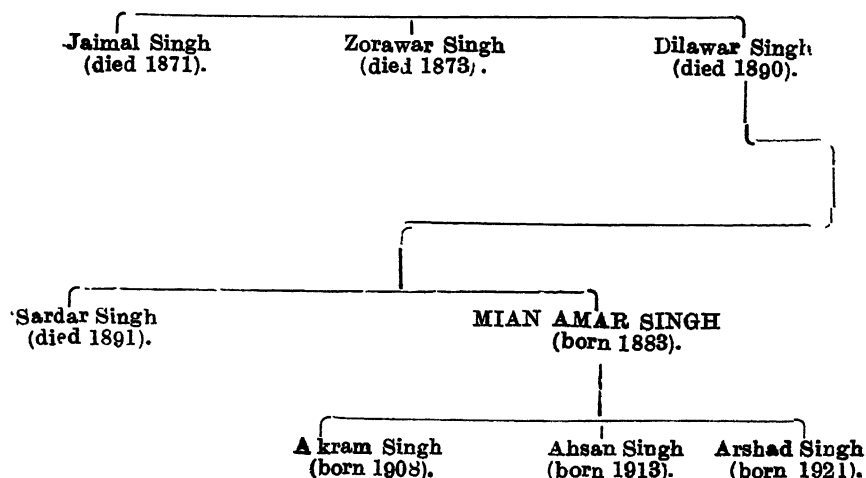 Jaimal Singh Zorawar Singh Dilawar Singh
(died 1871). (died 1873). (died 1890).
Sardar Singh MIAN AMAR SINGH
(died 1891). (born 1883).
Akram Singh Ahsan Singh Arshad Singh
(born 1908). (born 1913). (born 1921).